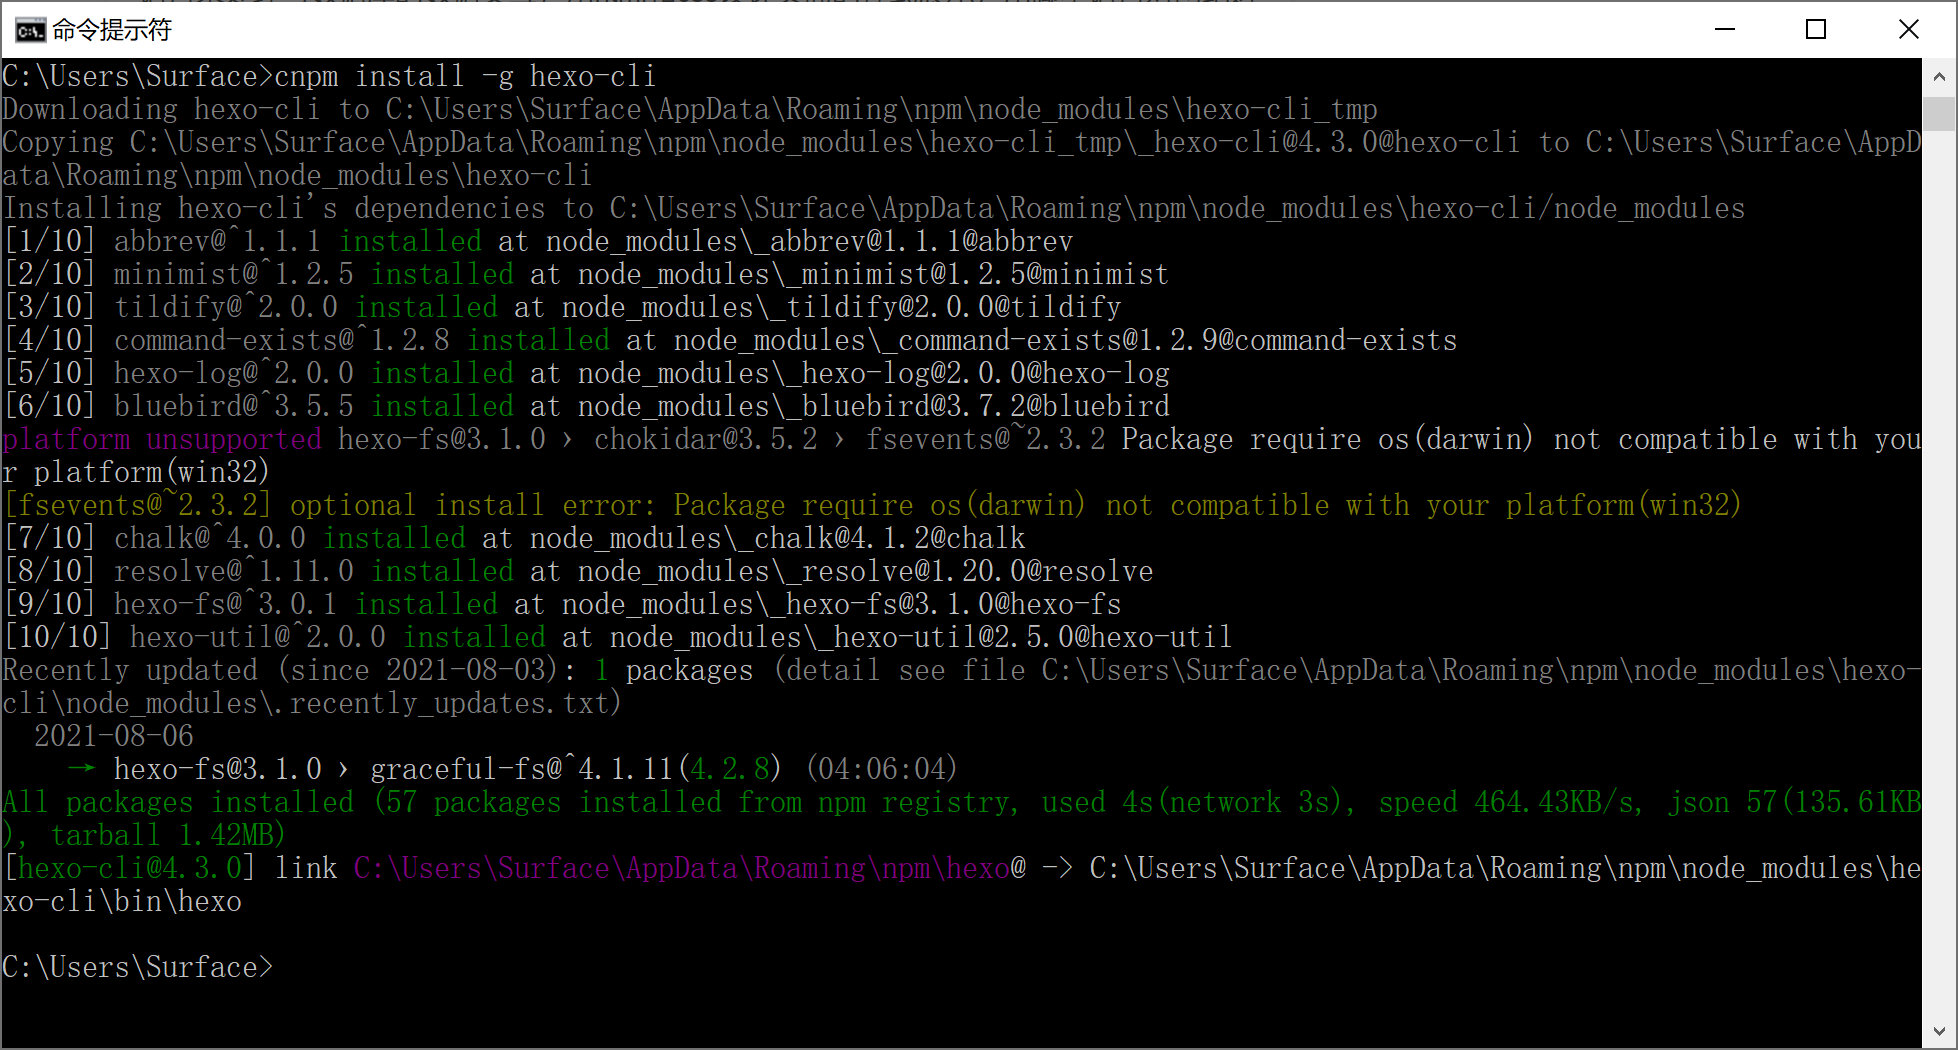 命令提示符
C:\Users\Surface>cnpm install -g hexo-cli
Downloading hexo-cli to C:\Users\Surface\AppData\Roaming\npm\node_modules\hexo-cli_tmp
Copying C:\Users\Surface\AppData\Roaming\npm\node_modules\hexo-cli_tmp\_hexo-cli@4.3.0@hexo-cli to C:\Users\Surface\AppD
ata\Roaming\npm\node_modules\hexo-cli
Installing hexo-cli's dependencies to C:\Users\Surface\AppData\Roaming\npm\node_modules\hexo-cli/node_modules
[1/10] abbrev@^1.1.1 installed at node_modules\_abbrev@1.1.1@abbrev
[2/10] minimist@^1.2.5 installed at node_modules\_minimist@1.2.5@minimist
[3/10] tildify@^2.0.0 installed at node_modules\_tildify@2.0.0@tildify
[4/10] command-exists@^1.2.8 installed at node_modules\_command-exists@1.2.9@command-exists
[5/10] hexo-log@^2.0.0 installed at node_modules\_hexo-log@2.0.0@hexo-log
[6/10] bluebird@^3.5.5 installed at node_modules\_bluebird@3.7.2@bluebird
platform unsupported hexo-fs@3.1.0 › chokidar@3.5.2 › fsevents@~2.3.2 Package require os(darwin) not compatible with you
r platform(win32)
[fsevents@~2.3.2] optional install error: Package require os(darwin) not compatible with your platform(win32)
[7/10] chalk@^4.0.0 installed at node_modules\_chalk@4.1.2@chalk
[8/10] resolve@^1.11.0 installed at node_modules\_resolve@1.20.0@resolve
[9/10] hexo-fs@^3.0.1 installed at node_modules\_hexo-fs@3.1.0@hexo-fs
[10/10] hexo-util@^2.0.0 installed at node_modules\_hexo-util@2.5.0@hexo-util
Recently updated (since 2021-08-03): 1 packages (detail see file C:\Users\Surface\AppData\Roaming\npm\node_modules\hexo-
cli\node_modules\.recently_updates.txt)
2021-08-06
→ hexo-fs@3.1.0 › graceful-fs@^4.1.11(4.2.8) (04:06:04)
All packages installed (57 packages installed from npm registry, used 4s(network 3s), speed 464.43KB/s, json 57(135.61KB
), tarball 1.42MB)
[hexo-cli@4.3.0] link C:\Users\Surface\AppData\Roaming\npm\hexo@ -> C:\Users\Surface\AppData\Roaming\npm\node_modules\he
xo-cli\bin\hexo
C:\Users\Surface>